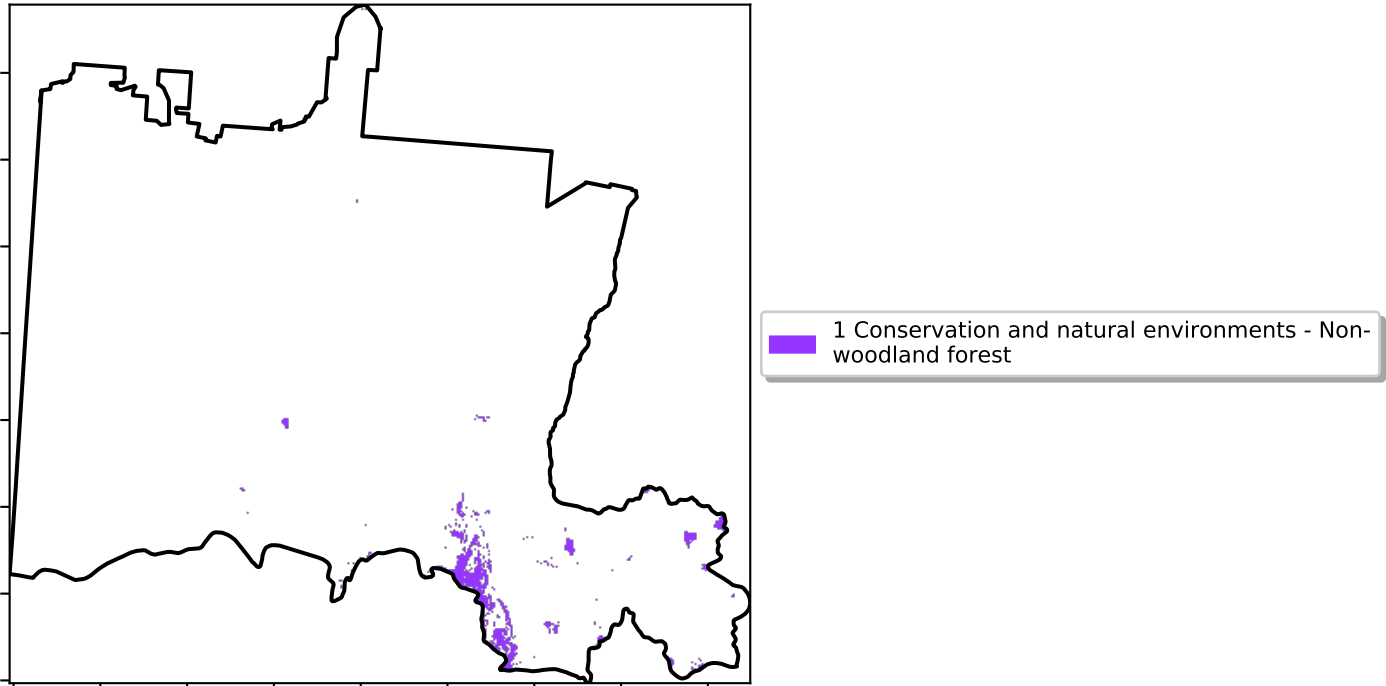 1 Conservation and natural environments - Non-
woodland forest